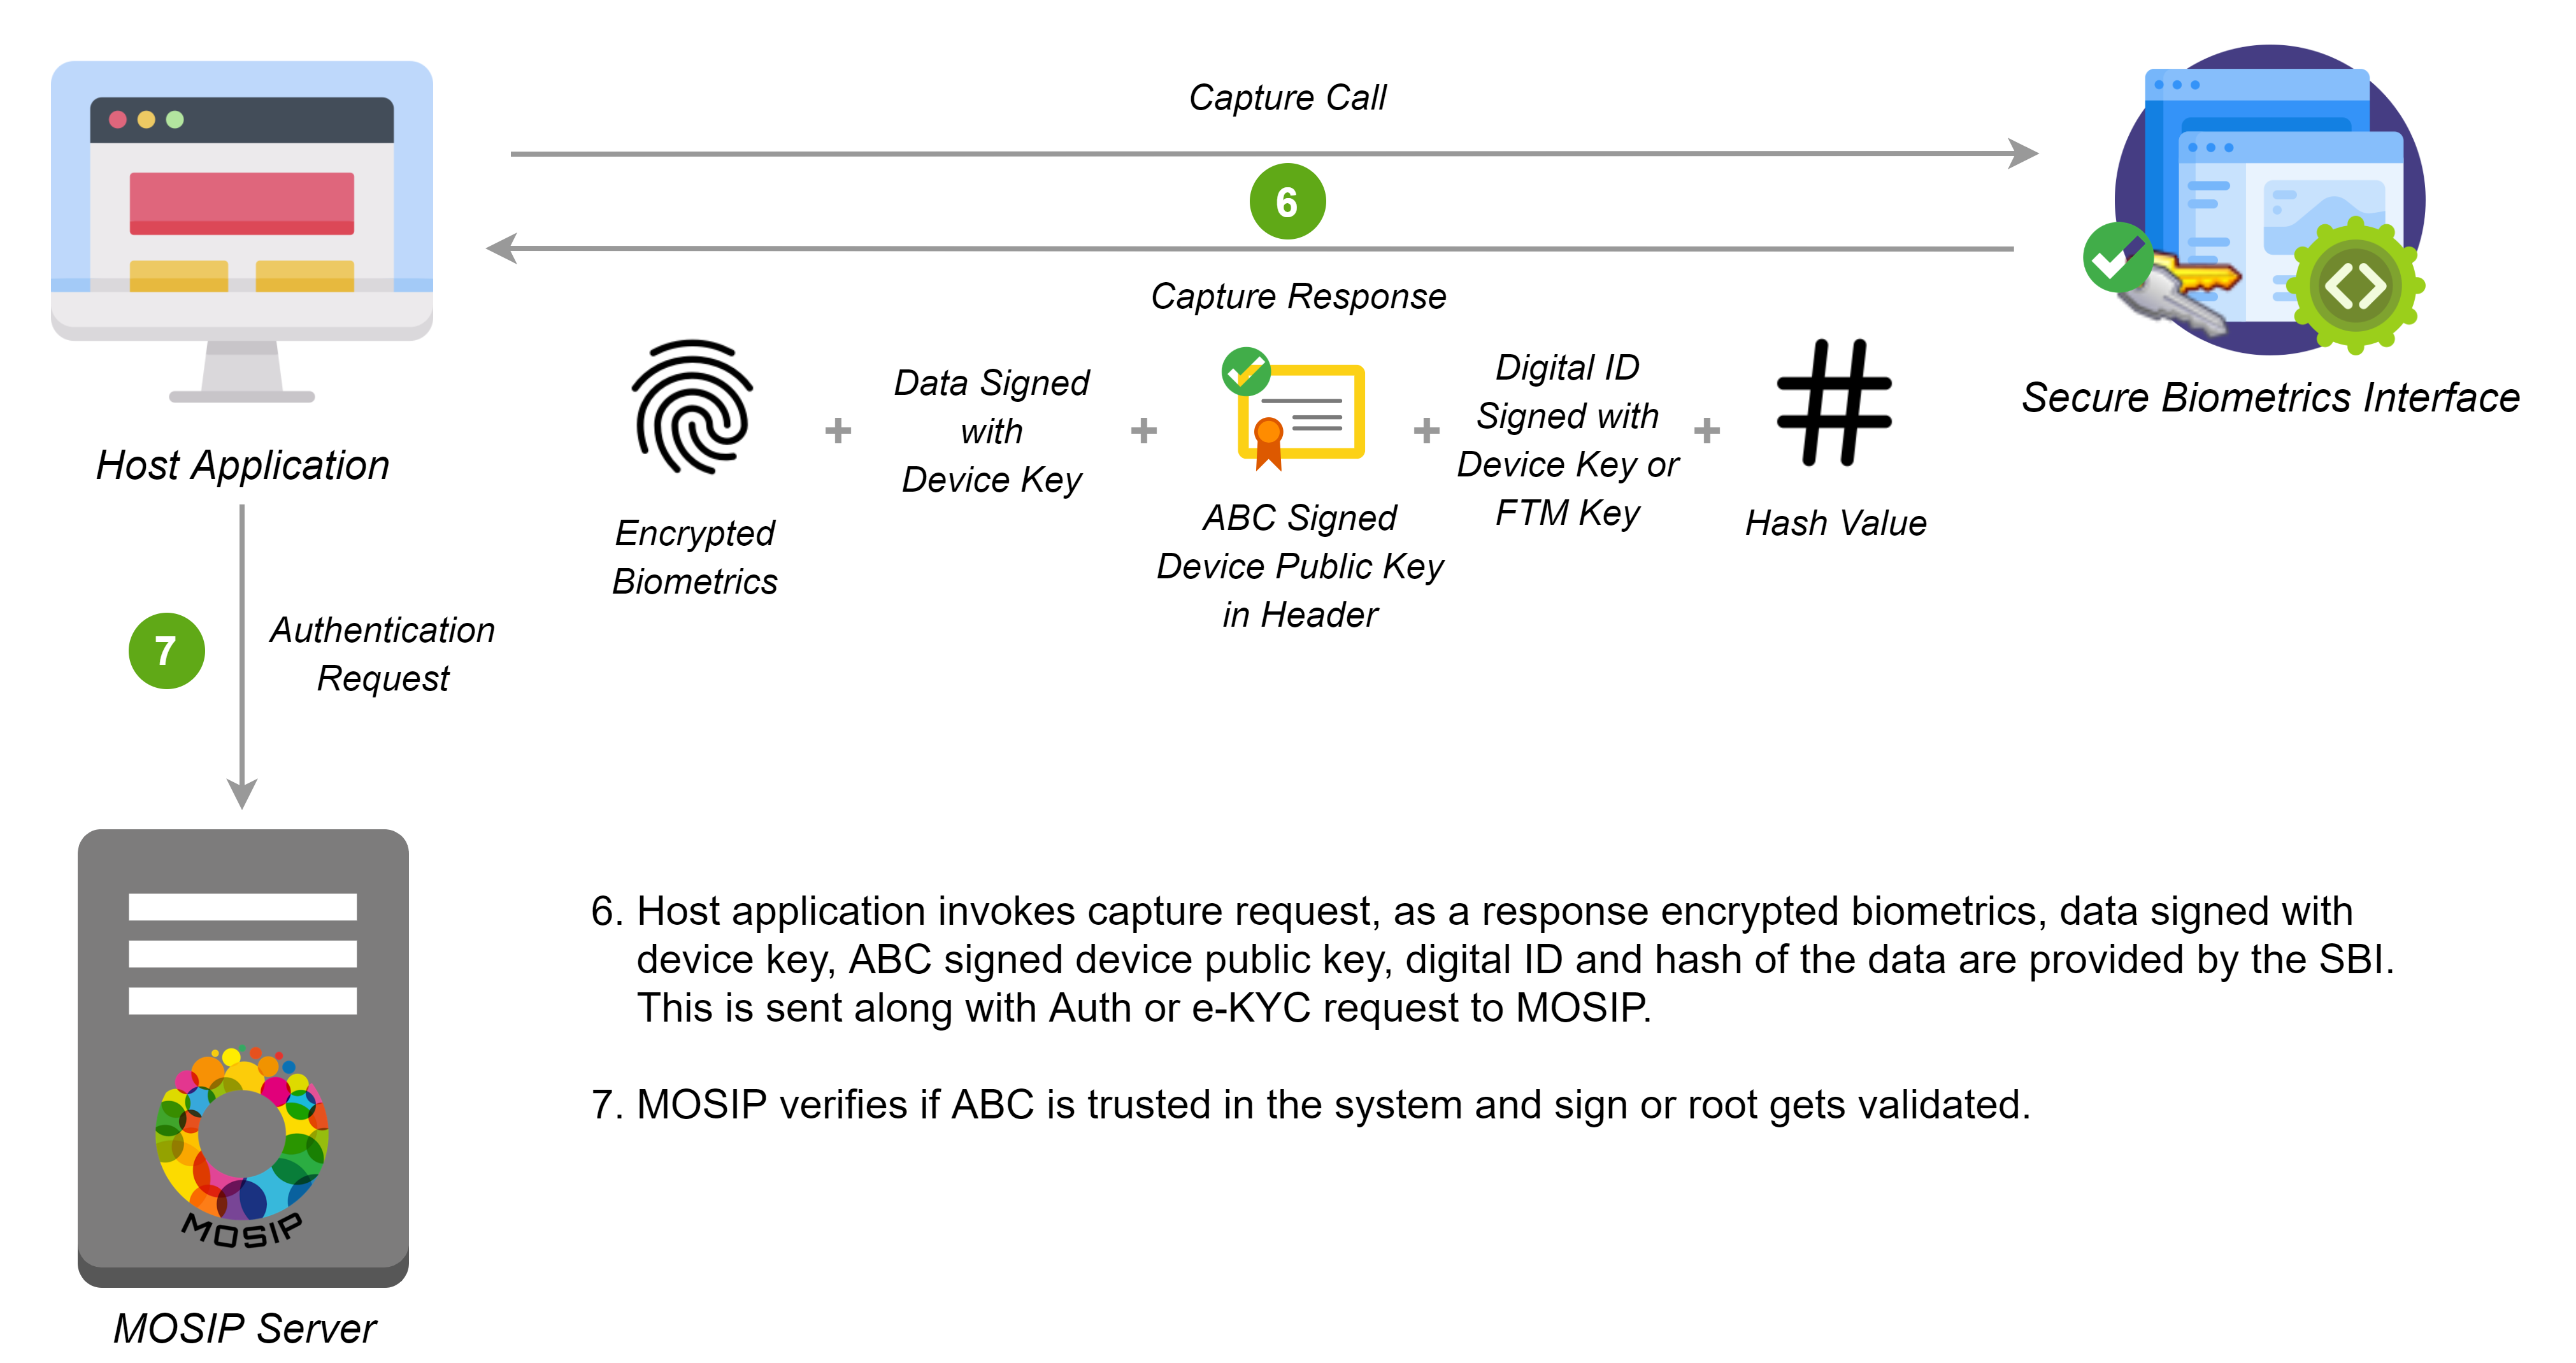 Capture Call
6
Capture Response
Host Application
Secure Biometrics Interface
Encrypted
Biometrics
+
Data Signed
with
Device Key
+
ABC Signed
Device Public Key
in Header
+
Digital ID
Signed with
Device Key or
FTM Key
+
#
Hash Value
7
Authentication
Request
MOSIP
MOSIP Server
6. Host application invokes capture request, as a response encrypted biometrics, data signed with
device key, ABC signed device public key, digital ID and hash of the data are provided by the SBI.
This is sent along with Auth or e-KYC request to MOSIP.
7. MOSIP verifies if ABC is trusted in the system and sign or root gets validated.